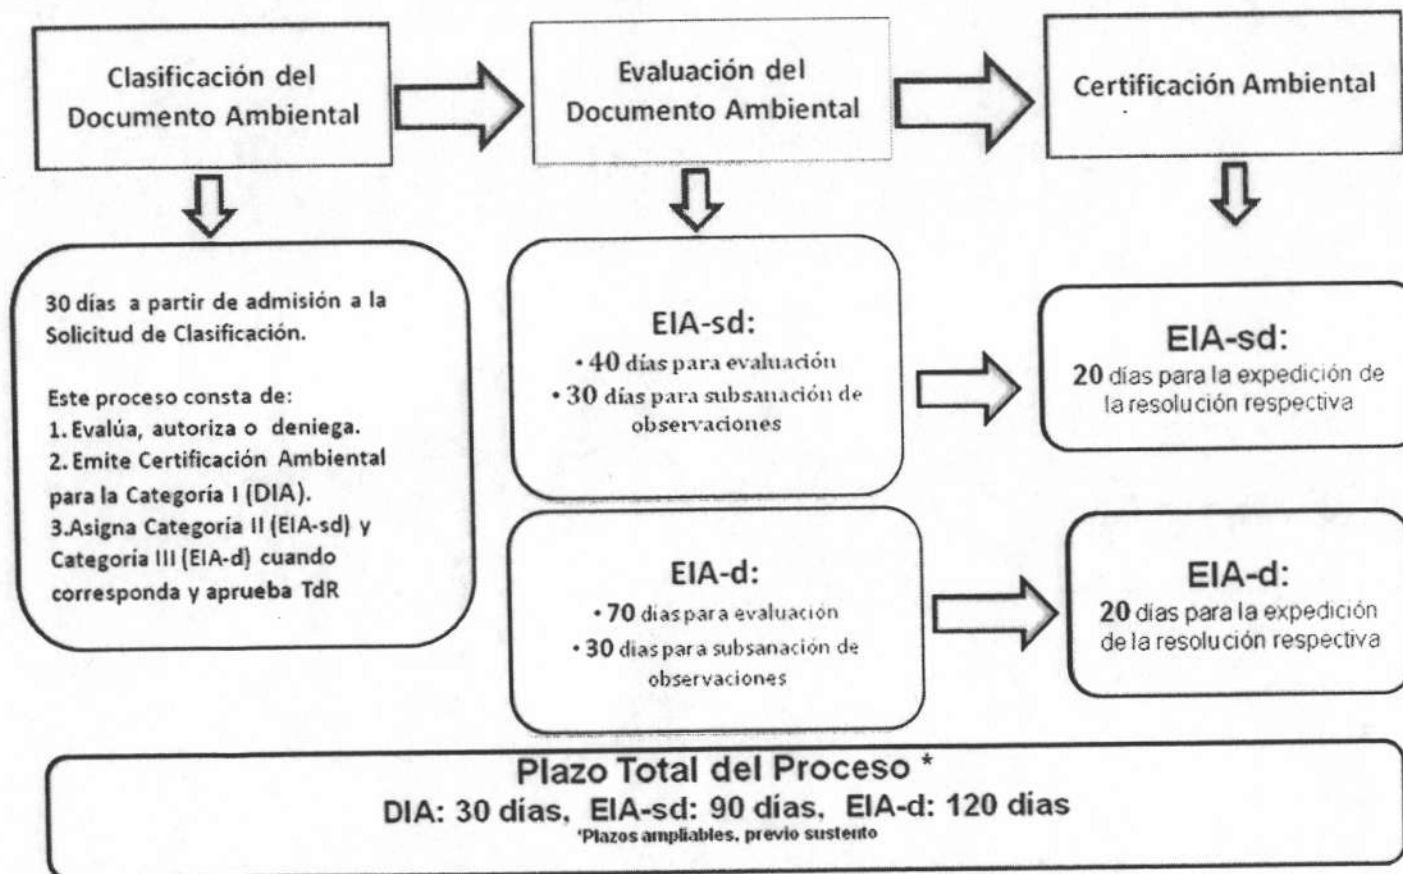 Clasificación del
Documento Ambiental
Evaluación del
Documento Ambiental
Certificación Ambiental
30 días a partir de admisión a la
Solicitud de Clasificación.
Este proceso consta de:
1. Evalúa, autoriza o deniega.
2. Emite Certificación Ambiental
para la Categoría I (DIA).
3.Asigna Categoría II (EIA-sd) y
Categoría III (EIA-d) cuando
corresponda y aprueba TdR
EIA-sd:
• 40 días para evaluación
• 30 días para subsanación de
observaciones
EIA-sd:
20 días para la expedición de
la resolución respectiva
EIA-d:
• 70 días para evaluación
• 30 días para subsanación de
observaciones
EIA-d:
20 días para la expedición
de la resolución respectiva
Plazo Total del Proceso *
DIA: 30 días, EIA-sd: 90 días, EIA-d: 120 días
*Plazos ampliables, previo sustento